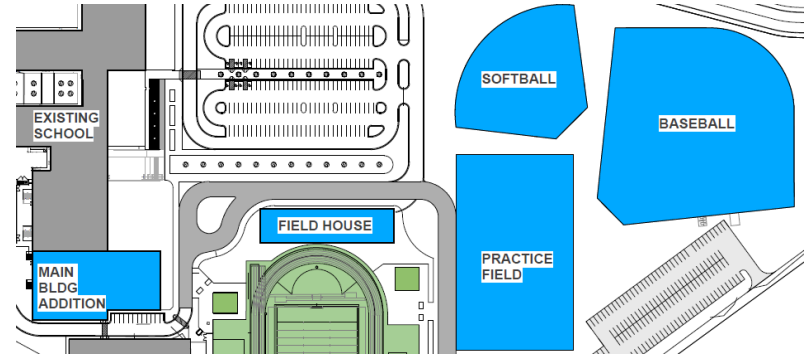 SOFTBALL
EXISTING
SCHOOL
BASEBALL
FIELD HOUSE
PRACTICE
FIELD
MAIN
BLDG
ADDITION